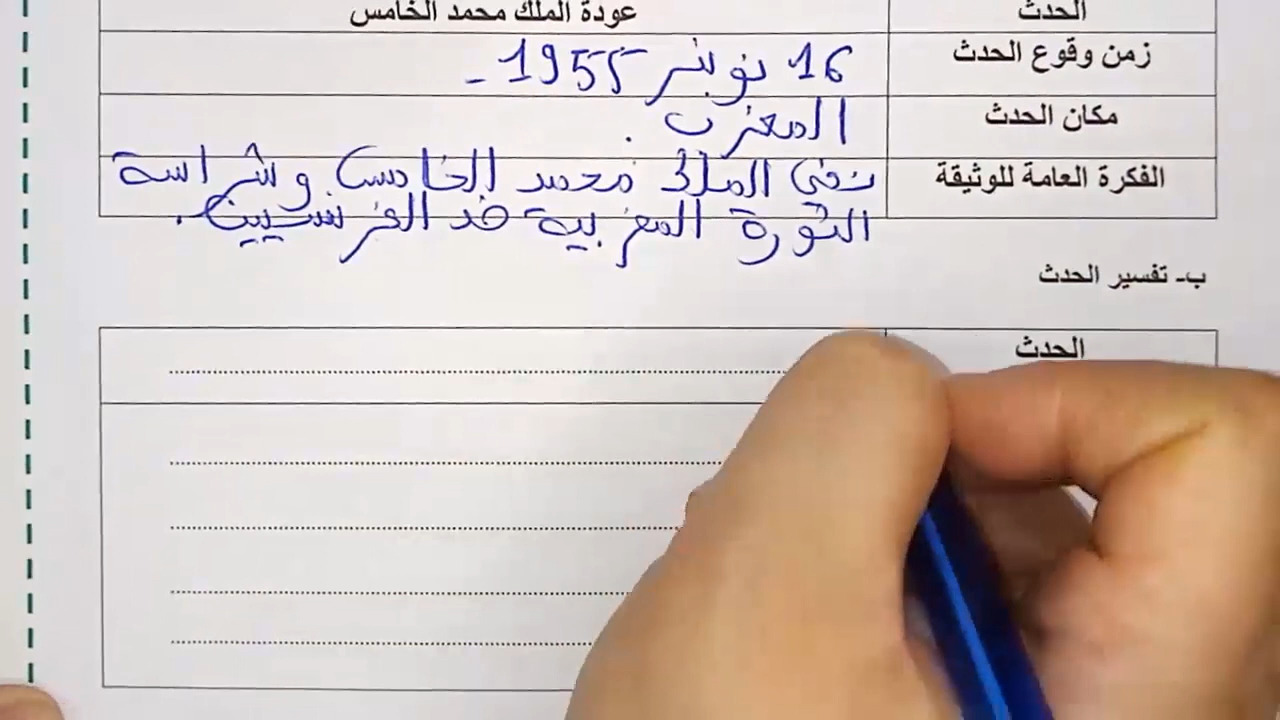 الحدث عودة الملك محمد الخامس
زمن وقوع الحدث 16 نونبر 1955 -
مكان الحدث المغرب .
الفكرة العامة للوثيقة نفي الملك محمد الخامس وشراسة
الثورة المغربية ضد الفرنسيين .
ب- تفسير الحدث
الحدث